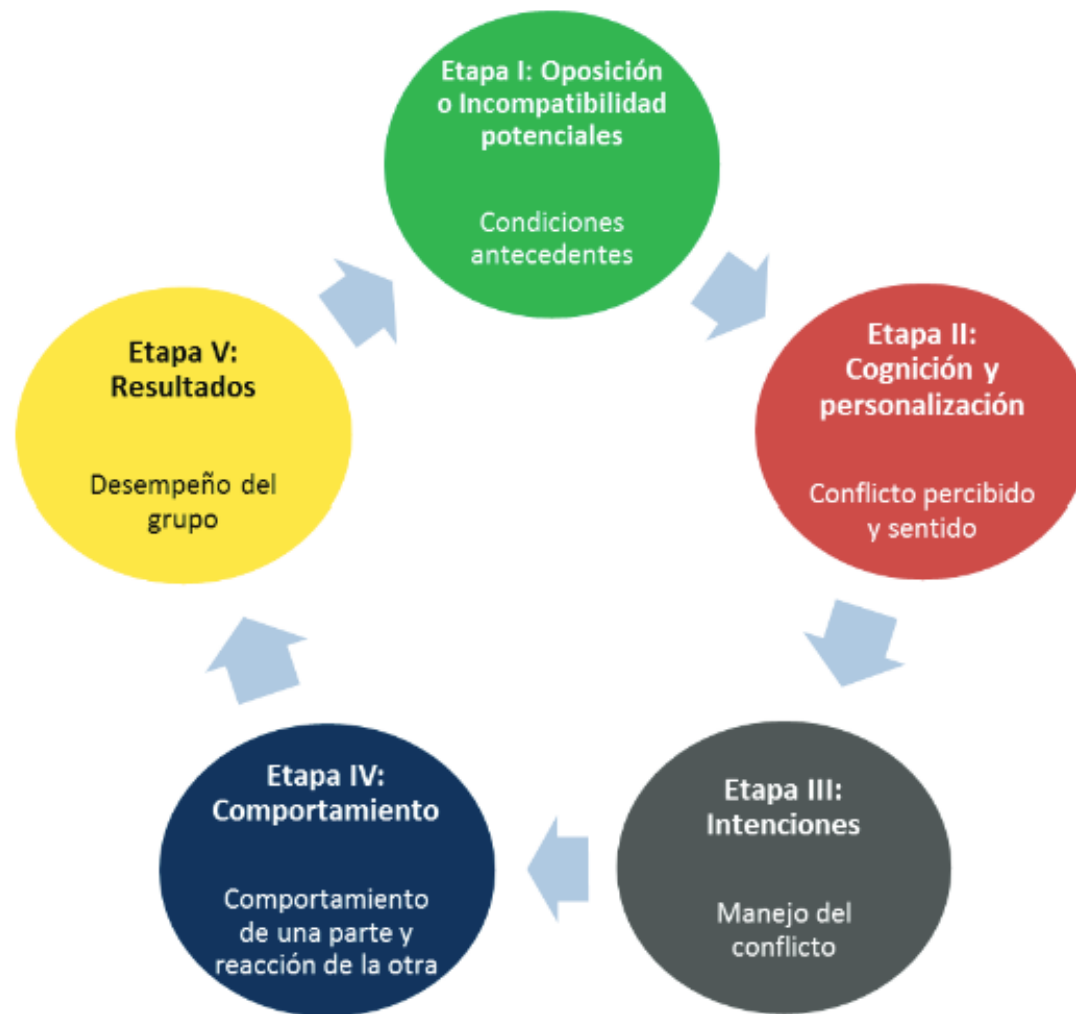 Etapa I: Oposición
o Incompatibilidad
potenciales
Condiciones
antecedentes
Etapa II:
Cognición y
personalización
Conflicto percibido
y sentido
Etapa III:
Intenciones
Manejo del
conflicto
Etapa IV:
Comportamiento
Comportamiento
de una parte y
reacción de la otra
Etapa V:
Resultados
Desempeño del
grupo